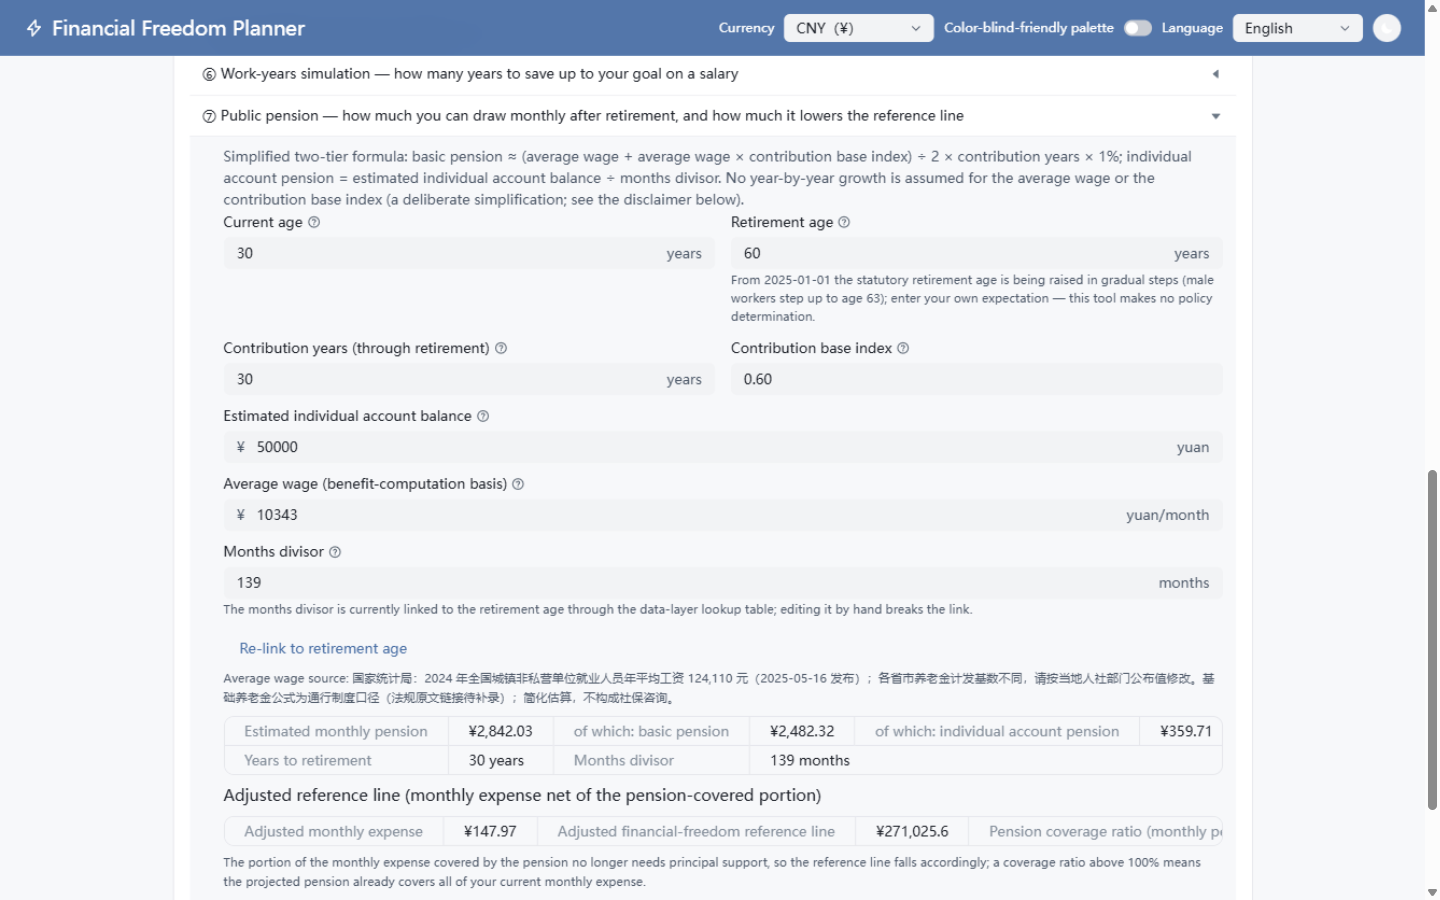 Financial Freedom Planner
Currency
CNY (¥)
Color-blind-friendly palette
Language
English
⑥ Work-years simulation — how many years to save up to your goal on a salary
⑦ Public pension — how much you can draw monthly after retirement, and how much it lowers the reference line
Simplified two-tier formula: basic pension ≈ (average wage + average wage × contribution base index) ÷ 2 × contribution years × 1%; individual
account pension = estimated individual account balance ÷ months divisor. No year-by-year growth is assumed for the average wage or the
contribution base index (a deliberate simplification; see the disclaimer below).
Current age
30 years
Retirement age
60 years
From 2025-01-01 the statutory retirement age is being raised in gradual steps (male
workers step up to age 63); enter your own expectation — this tool makes no policy
determination.
Contribution years (through retirement)
30 years
Contribution base index
0.60
Estimated individual account balance
¥ 50000 yuan
Average wage (benefit-computation basis)
¥ 10343 yuan/month
Months divisor
139 months
The months divisor is currently linked to the retirement age through the data-layer lookup table; editing it by hand breaks the link.
Re-link to retirement age
Average wage source: 国家统计局：2024 年全国城镇非私营单位就业人员年平均工资 124,110 元（2025-05-16 发布）；各省市养老金计发基数不同，请按当地人社部门公布值修改。基
础养老金公式为通行制度口径（法规原文链接待补录）；简化估算，不构成社保咨询。
Estimated monthly pension ¥2,842.03 of which: basic pension ¥2,482.32 of which: individual account pension ¥359.71
Years to retirement 30 years Months divisor 139 months
Adjusted reference line (monthly expense net of the pension-covered portion)
Adjusted monthly expense ¥147.97 Adjusted financial-freedom reference line ¥271,025.6 Pension coverage ratio (monthly
The portion of the monthly expense covered by the pension no longer needs principal support, so the reference line falls accordingly; a coverage ratio above 100% means
the projected pension already covers all of your current monthly expense.